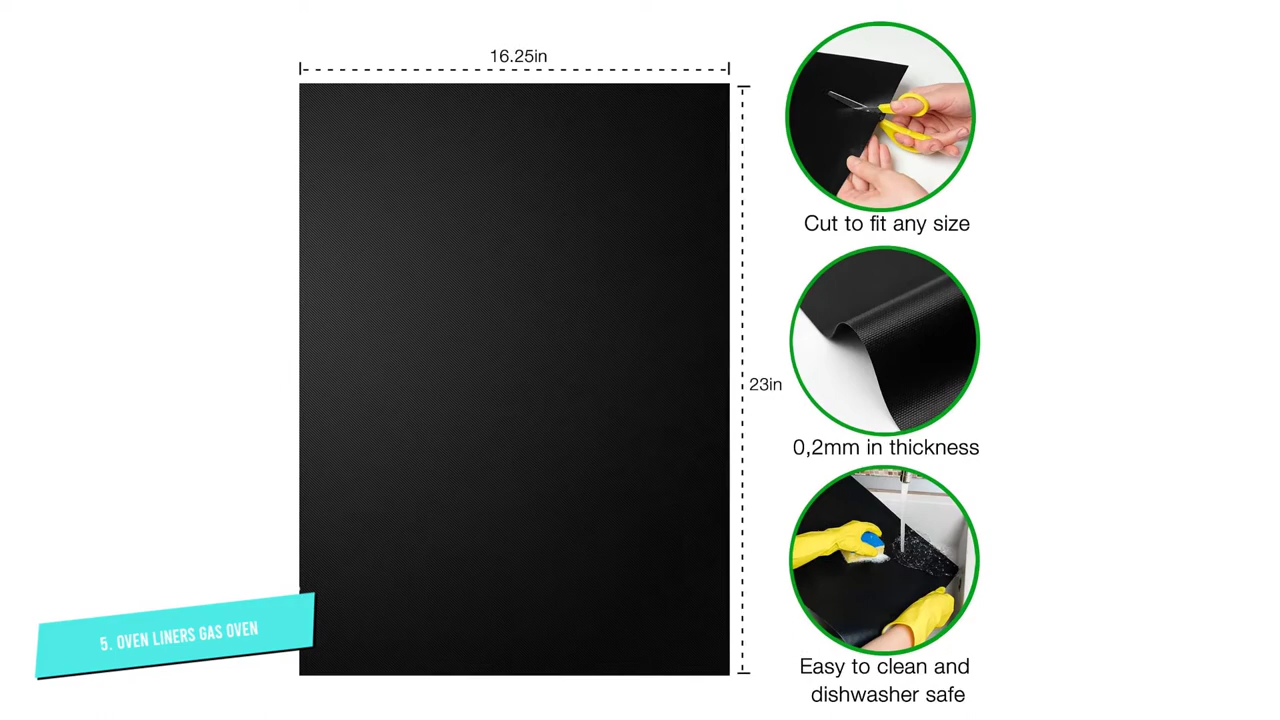 16.25in
23in
Cut to fit any size
0,2mm in thickness
Easy to clean and
dishwasher safe
5. OVEN LINERS GAS OVEN